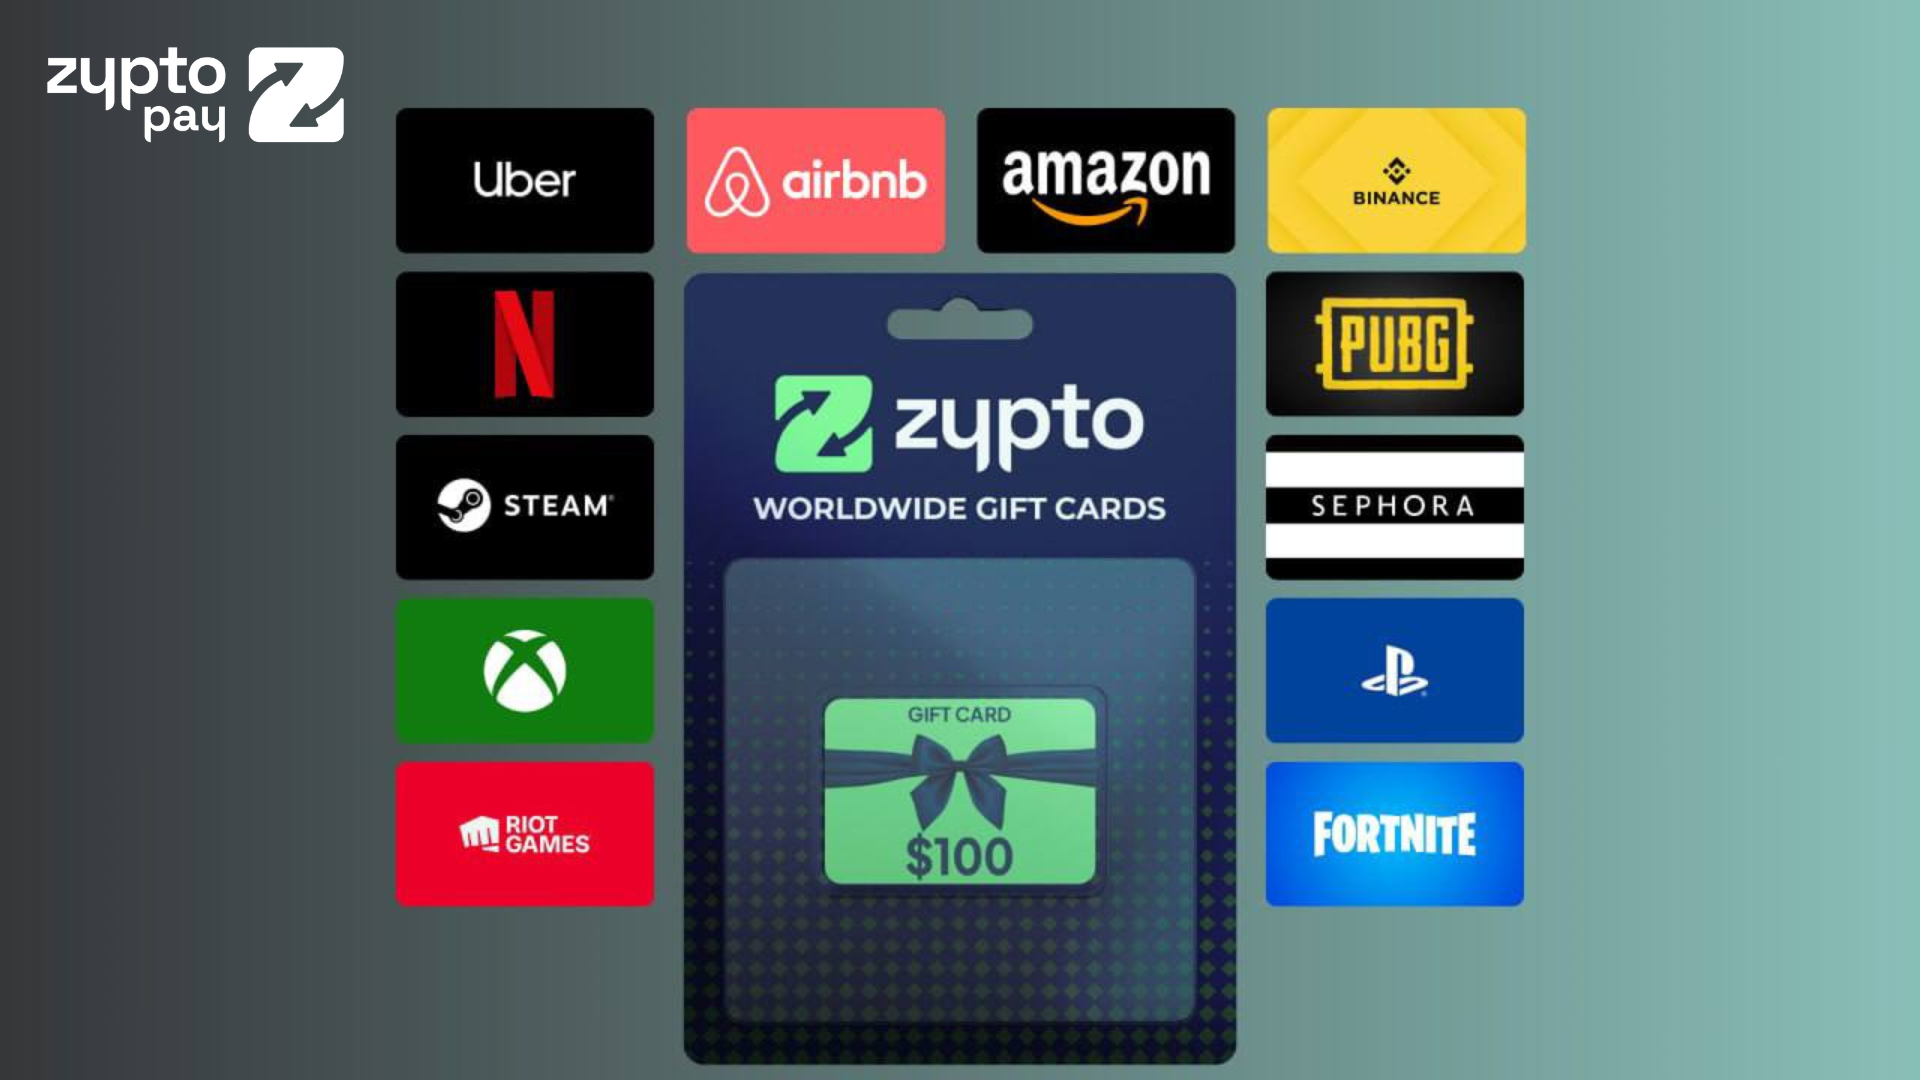 zypto
pay
Uber
airbnb
amazon
BINANCE
N
PUBG
STEAM
SEPHORA
zypto
WORLDWIDE GIFT CARDS
GIFT CARD
$100
RIOT
GAMES
FORTNITE